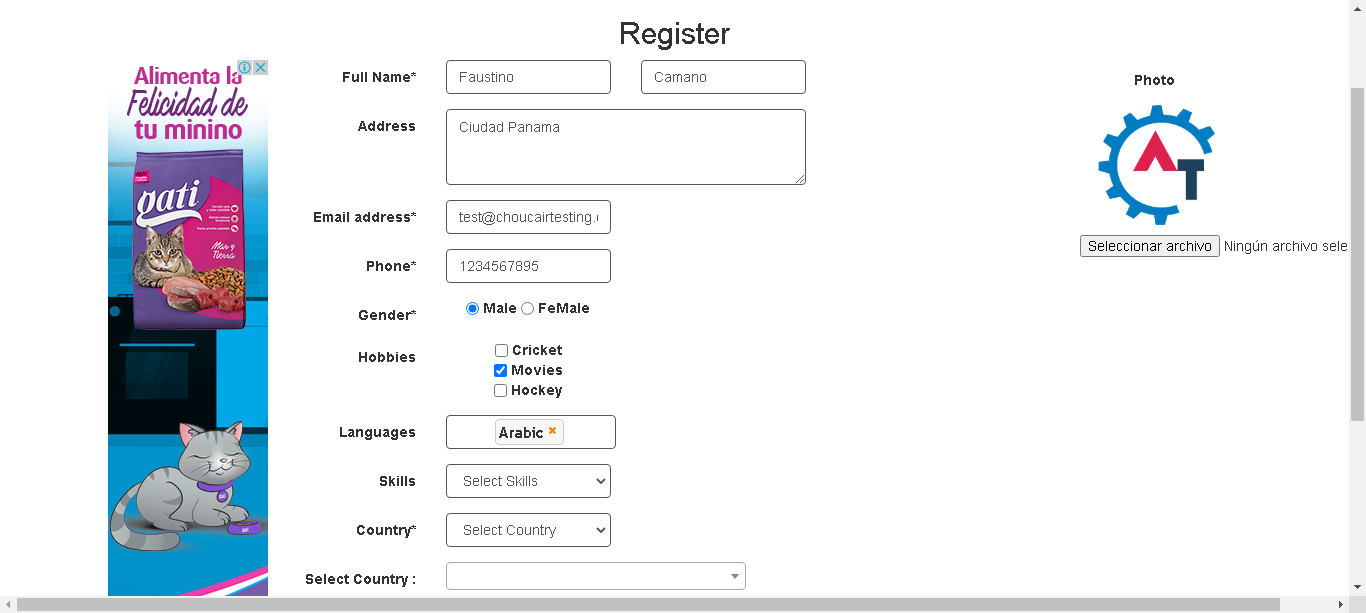 Register
Alimenta la
Felicidad de
tu minino
gati
Mar y
Tierra
Full Name*
Faustino
Camano
Photo
Address
Ciudad Panama
AT
Email address*
test@choucairtesting.
Seleccionar archivo Ningún archivo sele
Phone*
1234567895
Gender*
Male FeMale
Hobbies
Cricket
Movies
Hockey
Languages
Arabic
Skills
Select Skills
Country*
Select Country
Select Country :